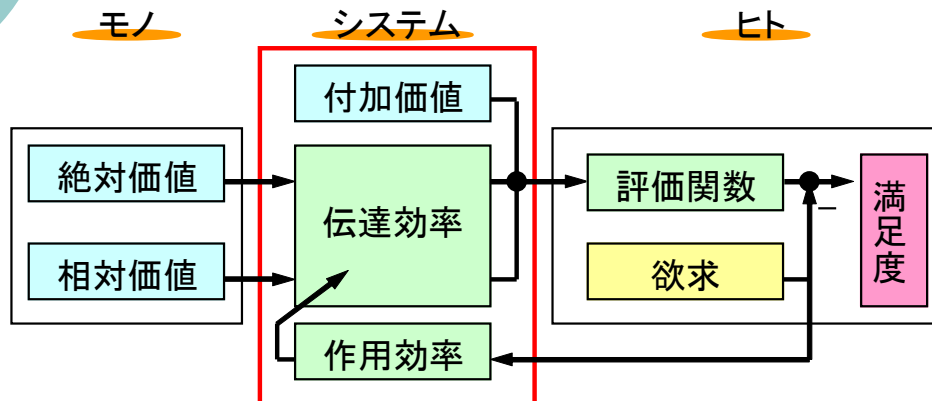 モノ
システム
ヒト
付加価値
絶対価値
伝達効率
評価関数
満足度
相対価値
欲求
作用効率
−